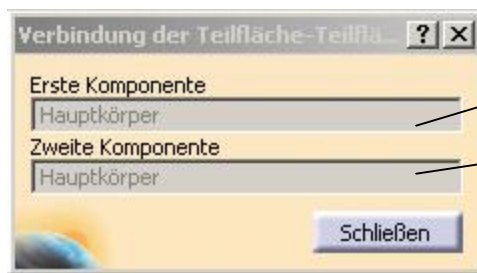 Verbindung der Teilfläche-Teilflä...
Erste Komponente
Hauptkörper
Zweite Komponente
Hauptkörper
Schließen